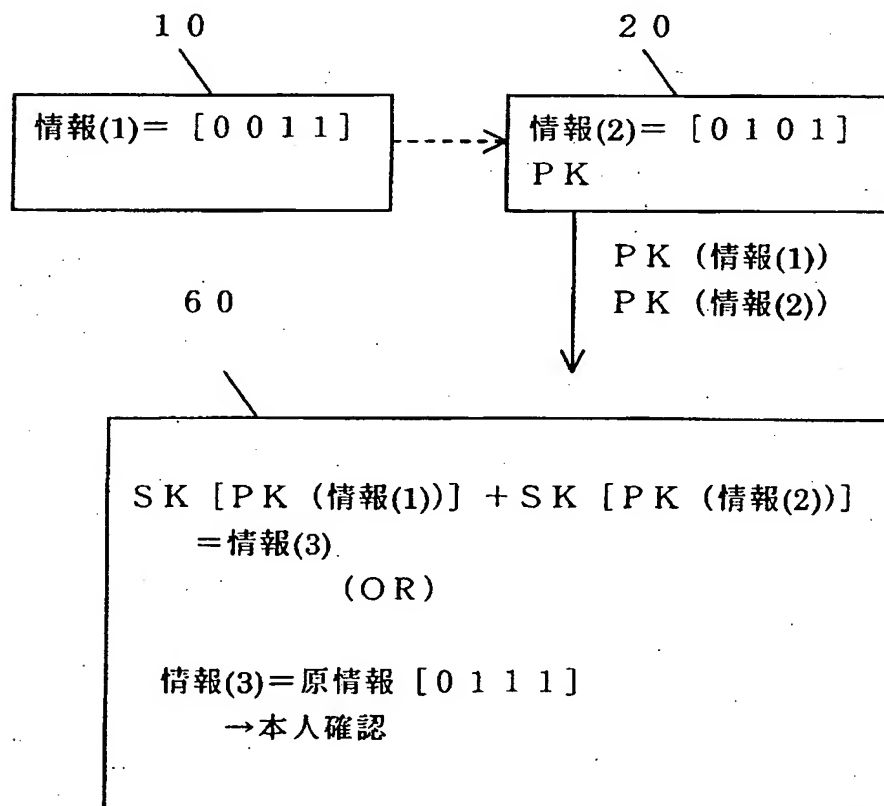 10
20
情報(1)= [0011]
情報(2)= [0101]
PK
PK (情報(1))
PK (情報(2))
60
SK [PK (情報(1))] +SK [PK (情報(2))]
=情報(3)
(OR)
情報(3)=原情報 [0111]
→本人確認